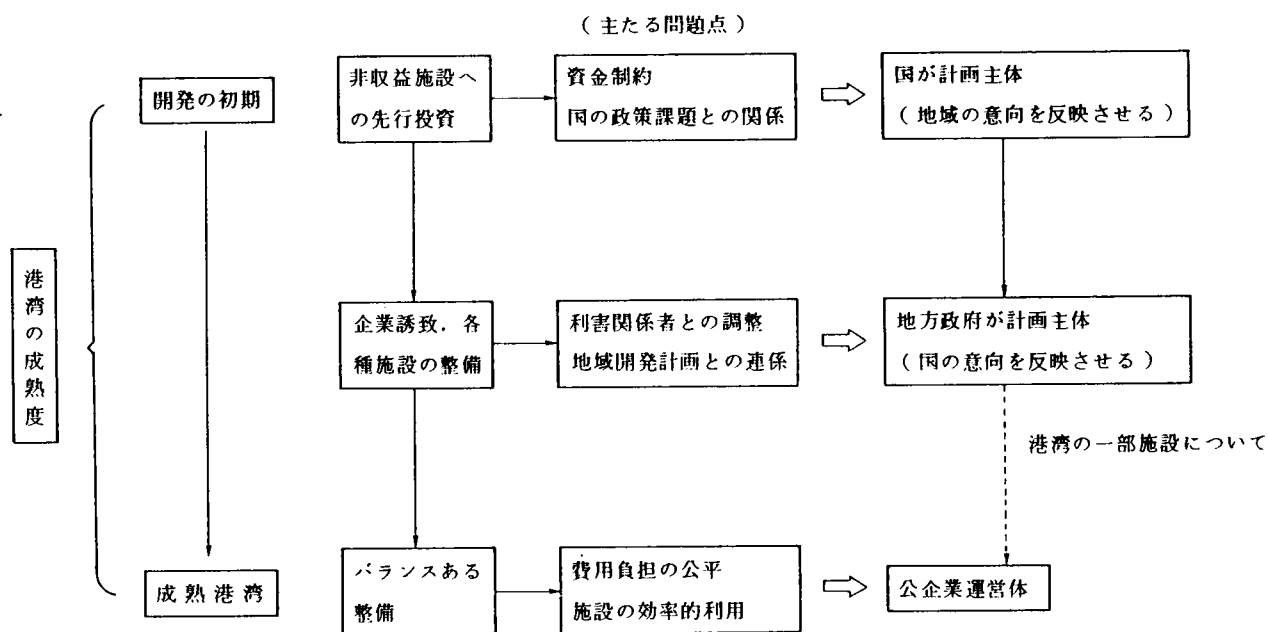 （主たる問題点）
開発の初期
非収益施設へ
の先行投資
資金制約
国の政策課題との関係
国が計画主体
（地域の意向を反映させる）
港湾の成熟度
企業誘致，各
種施設の整備
利害関係者との調整
地域開発計画との連係
地方政府が計画主体
（国の意向を反映させる）
港湾の一部施設について
成熟港湾
バランスある
整備
費用負担の公平
施設の効率的利用
公企業運営体